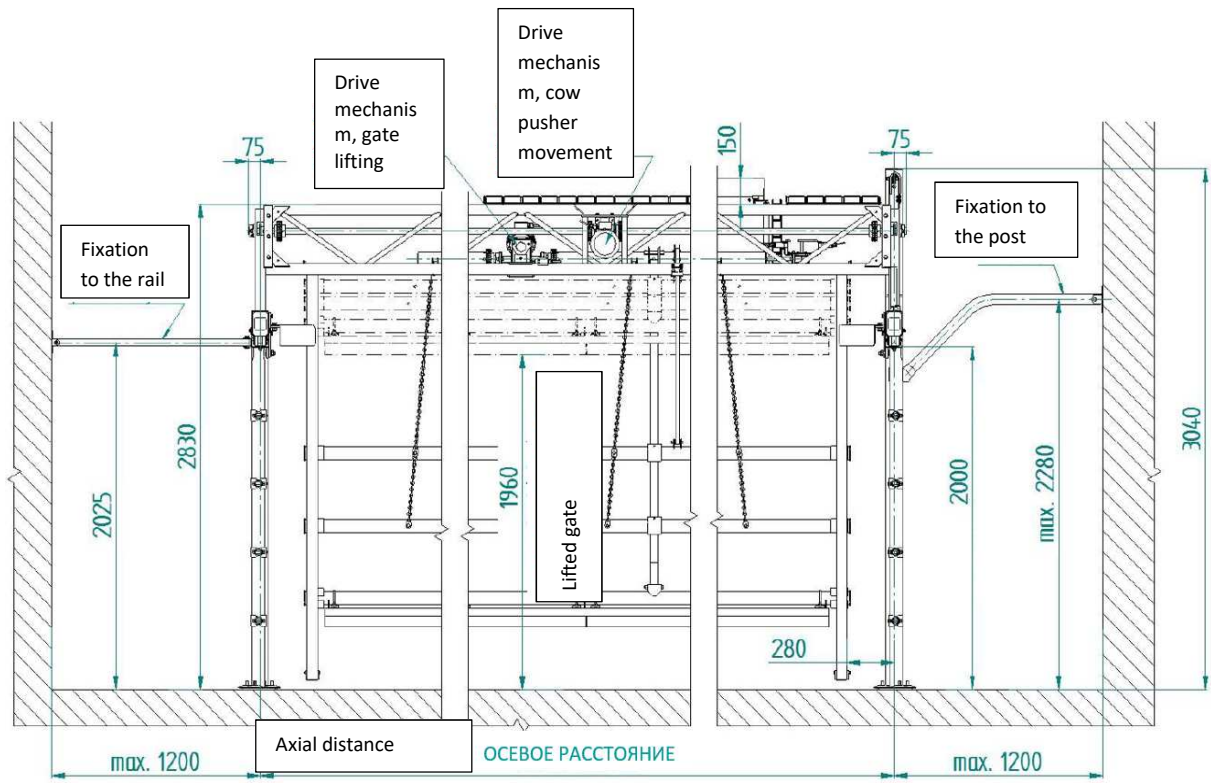 Drive
mechanis
m, cow
pusher
movement
Drive
mechanis
m, gate
lifting
75
150
75
Fixation
to the rail
Fixation to
the post
2025
2830
1960
Lifted gate
280
2000
max. 2280
3040
Axial distance
ОСЕВОЕ РАССТОЯНИЕ
max. 1200
max. 1200